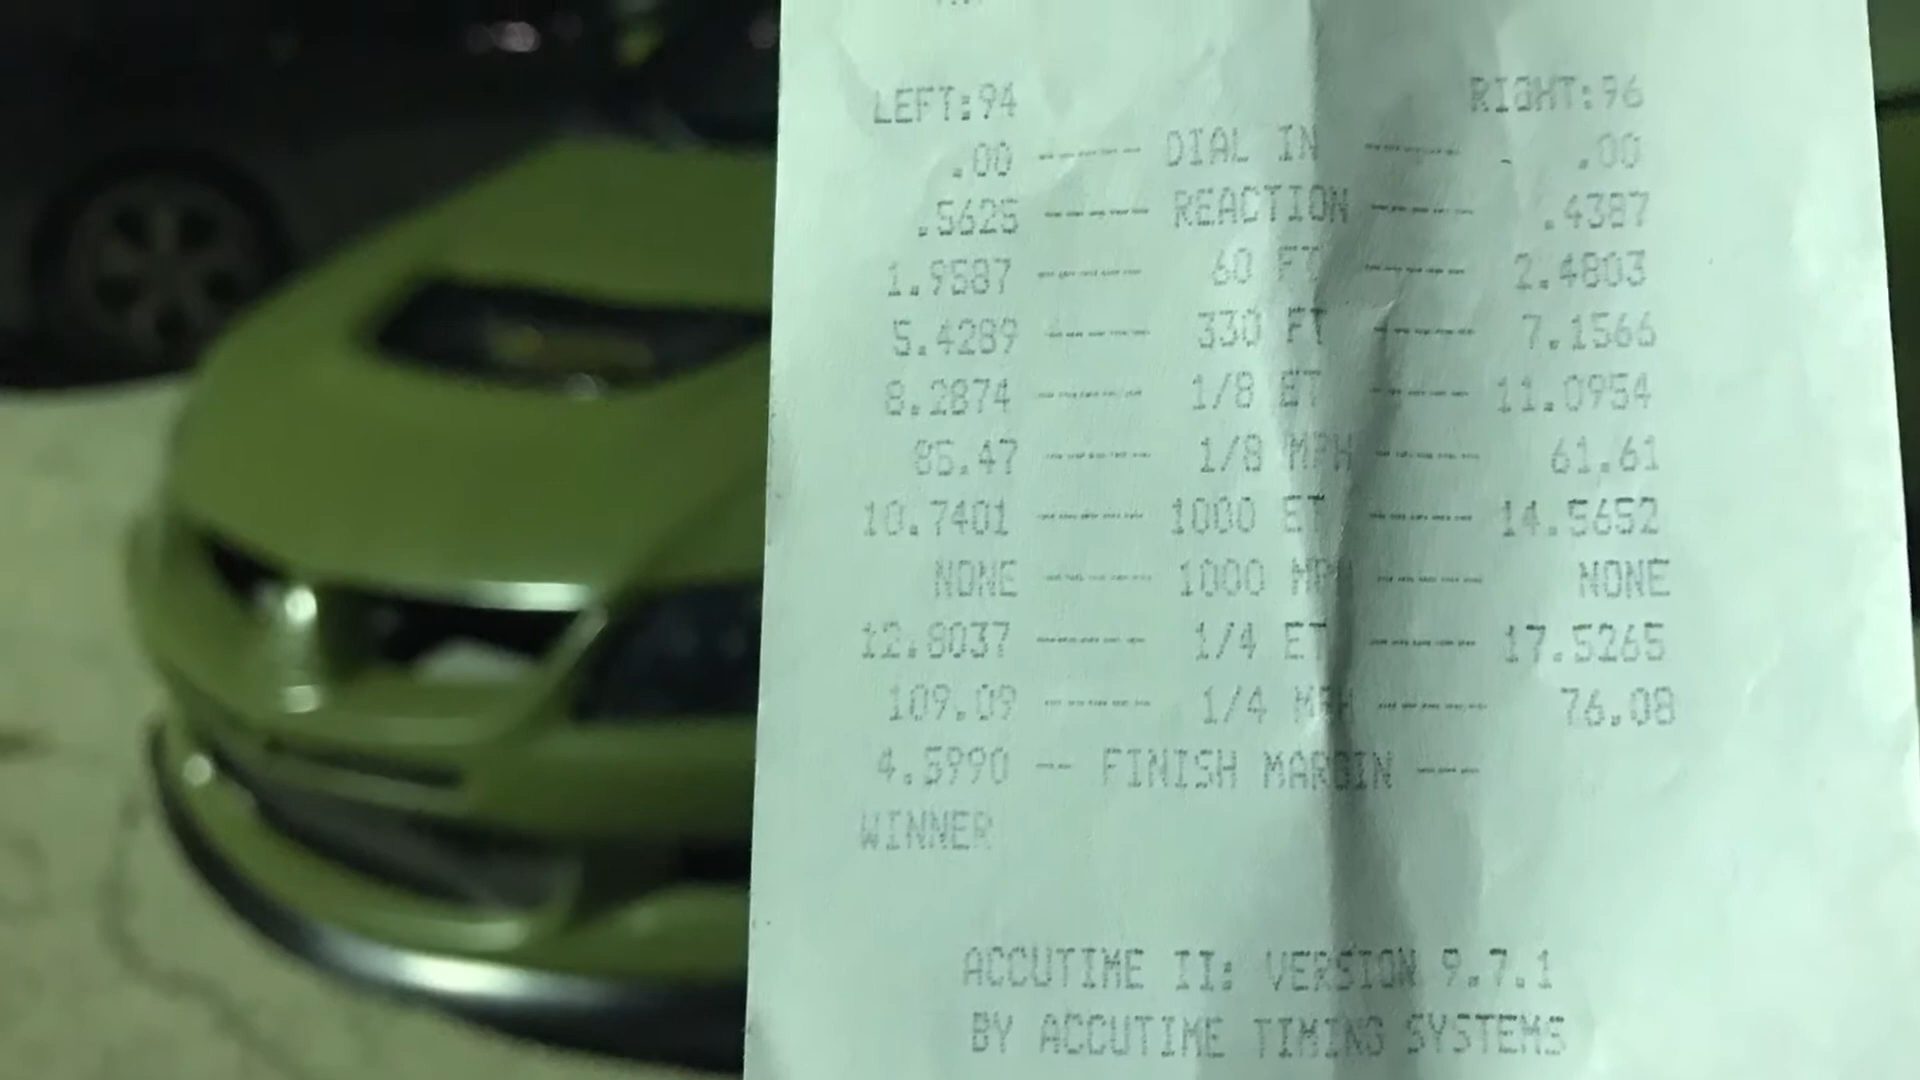 LEFT:94 RIGHT:96
.00 ----- DIAL IN ----- .00
.5625 ----- REACTION ----- .4387
1.9587 ----- 60 FT ----- 2.4803
5.4289 ----- 330 FT ----- 7.1566
8.2874 ----- 1/8 ET ----- 11.0954
85.47 ----- 1/8 MPH ----- 61.61
10.7401 ----- 1000 ET ----- 14.5652
NONE ----- 1000 MPH ----- NONE
12.8037 ----- 1/4 ET ----- 17.5265
109.09 ----- 1/4 MPH ----- 76.08
4.5990 -- FINISH MARGIN ---
WINNER
ACCUTIME II: VERSION 9.7.1
BY ACCUTIME TIMING SYSTEMS